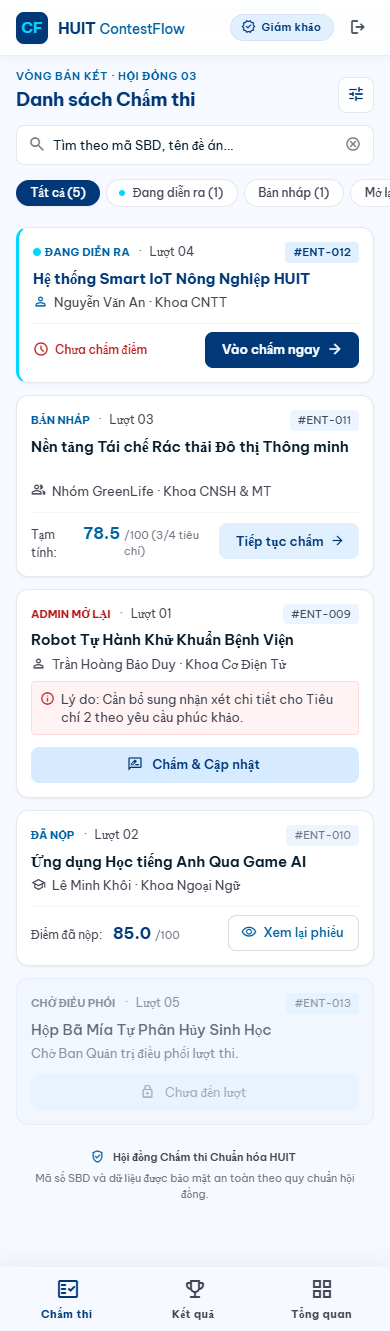 CF HUIT ContestFlow Giám khảo
VÒNG BÁN KẾT · HỘI ĐỒNG 03
Danh sách Chấm thi
Tìm theo mã SBD, tên đề án...
Tất cả (5) Đang diễn ra (1) Bản nháp (1) Mở lạ
ĐANG DIỄN RA · Lượt 04 #ENT-012
Hệ thống Smart IoT Nông Nghiệp HUIT
Nguyễn Văn An · Khoa CNTT
Chưa chấm điểm Vào chấm ngay
BẢN NHÁP · Lượt 03 #ENT-011
Nền tảng Tái chế Rác thải Đô thị Thông minh
Nhóm GreenLife · Khoa CNSH & MT
Tạm tính: 78.5 /100 (3/4 tiêu chí) Tiếp tục chấm
ADMIN MỞ LẠI · Lượt 01 #ENT-009
Robot Tự Hành Khử Khuẩn Bệnh Viện
Trần Hoàng Bảo Duy · Khoa Cơ Điện Tử
Lý do: Cần bổ sung nhận xét chi tiết cho Tiêu
chí 2 theo yêu cầu phúc khảo.
Chấm & Cập nhật
ĐÃ NỘP · Lượt 02 #ENT-010
Ứng dụng Học tiếng Anh Qua Game AI
Lê Minh Khôi · Khoa Ngoại Ngữ
Điểm đã nộp: 85.0 /100 Xem lại phiếu
CHỜ ĐIỀU PHỐI · Lượt 05 #ENT-013
Hộp Bã Mía Tự Phân Hủy Sinh Học
Chờ Ban Quản trị điều phối lượt thi.
Chưa đến lượt
Hội đồng Chấm thi Chuẩn hóa HUIT
Mã số SBD và dữ liệu được bảo mật an toàn theo quy chuẩn hội
đồng.
Chấm thi Kết quả Tổng quan